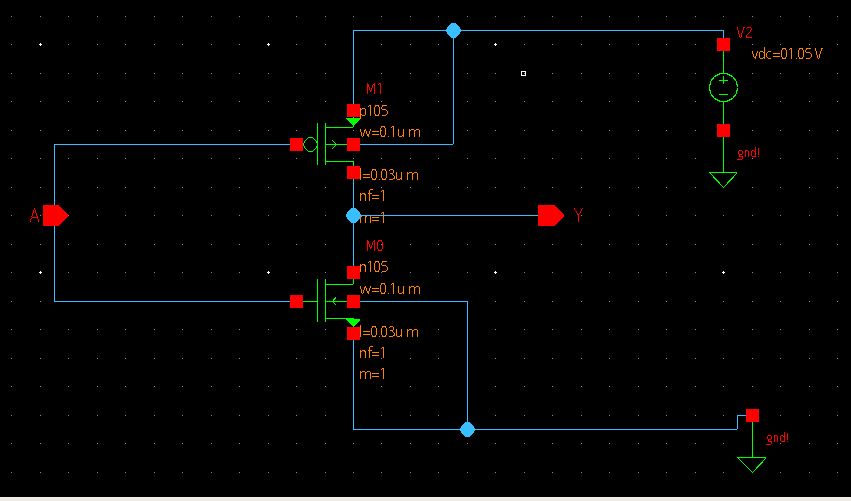 V2
vdc=01.05 V
gnd!
M1
p105
w=0.1u m
l=0.03u m
nf=1
m=1
A
Y
M0
n105
w=0.1u m
l=0.03u m
nf=1
m=1
gnd!